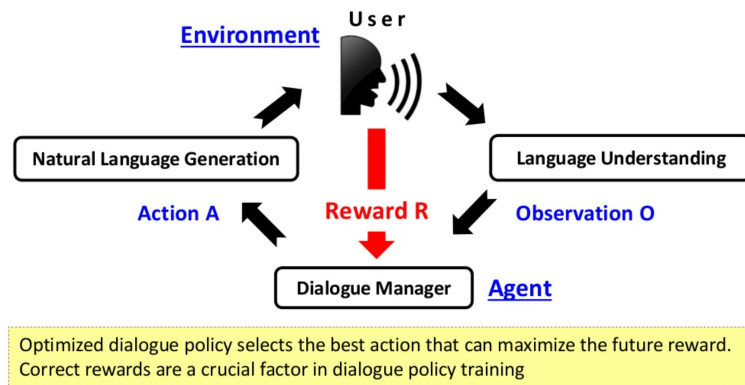 User
Environment
Natural Language Generation
Language Understanding
Action A
Reward R
Observation O
Dialogue Manager
Agent
Optimized dialogue policy selects the best action that can maximize the future reward.
Correct rewards are a crucial factor in dialogue policy training